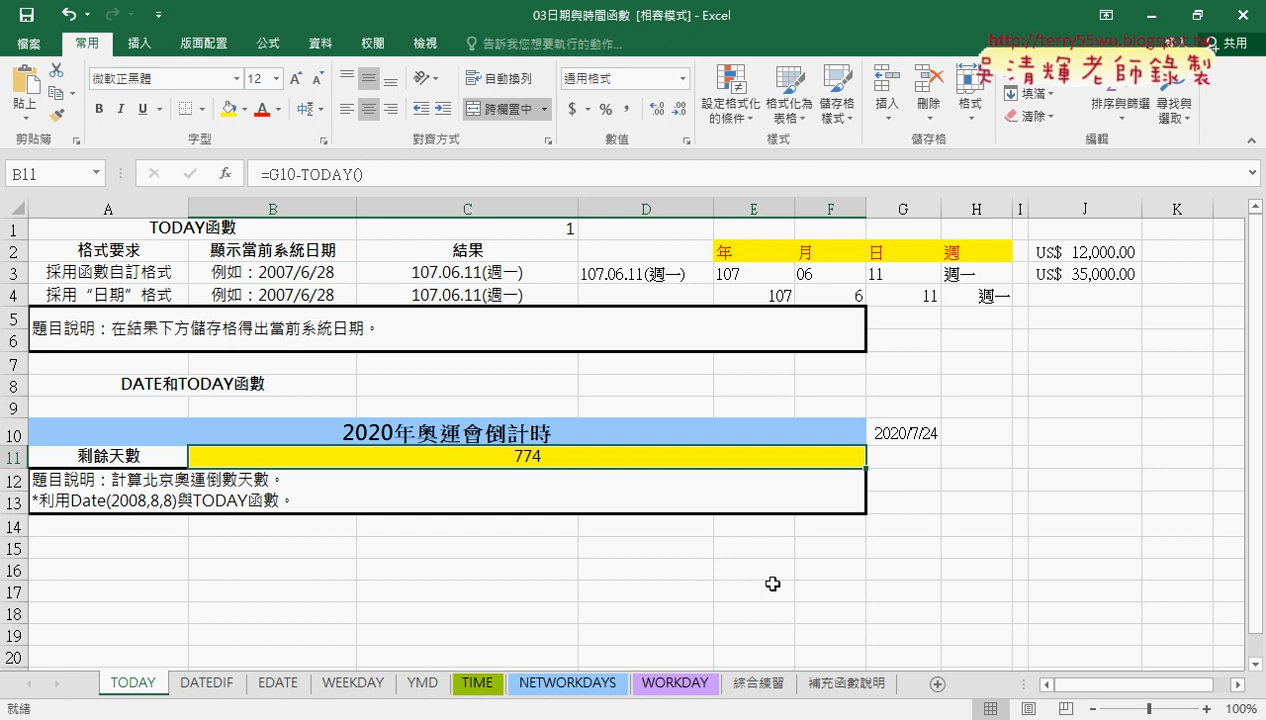 03日期與時間函數 [相容模式] - Excel
http://terry55wu.blogspot.tw
吳清輝老師錄製
檔案 常用 插入 版面配置 公式 資料 校閱 檢視 告訴我您想要執行的動作... 共用
微軟正黑體 12 自動換列 通用格式
貼上 跨欄置中 設定格式化的條件 格式化為表格 儲存格樣式 插入 刪除 格式 填滿 清除 排序與篩選 尋找與選取
剪貼簿 字型 對齊方式 數值 樣式 儲存格 編輯
B11 =G10-TODAY()
A B C D E F G H I J K
1 TODAY函數 1
2 格式要求 顯示當前系統日期 結果 年 月 日 週 US$ 12,000.00
3 採用函數自訂格式 例如：2007/6/28 107.06.11(週一) 107.06.11(週一) 107 06 11 週一 US$ 35,000.00
4 採用“日期”格式 例如：2007/6/28 107.06.11(週一) 107 6 11 週一
5
題目說明：在結果下方儲存格得出當前系統日期。
6
7
8 DATE和TODAY函數
9
10 2020年奧運會倒計時 2020/7/24
11 剩餘天數 774
12 題目說明：計算北京奧運倒數天數。
13 *利用Date(2008,8,8)與TODAY函數。
14
15
16
17
18
19
20
TODAY DATEDIF EDATE WEEKDAY YMD TIME NETWORKDAYS WORKDAY 綜合練習 補充函數說明
就緒 100%